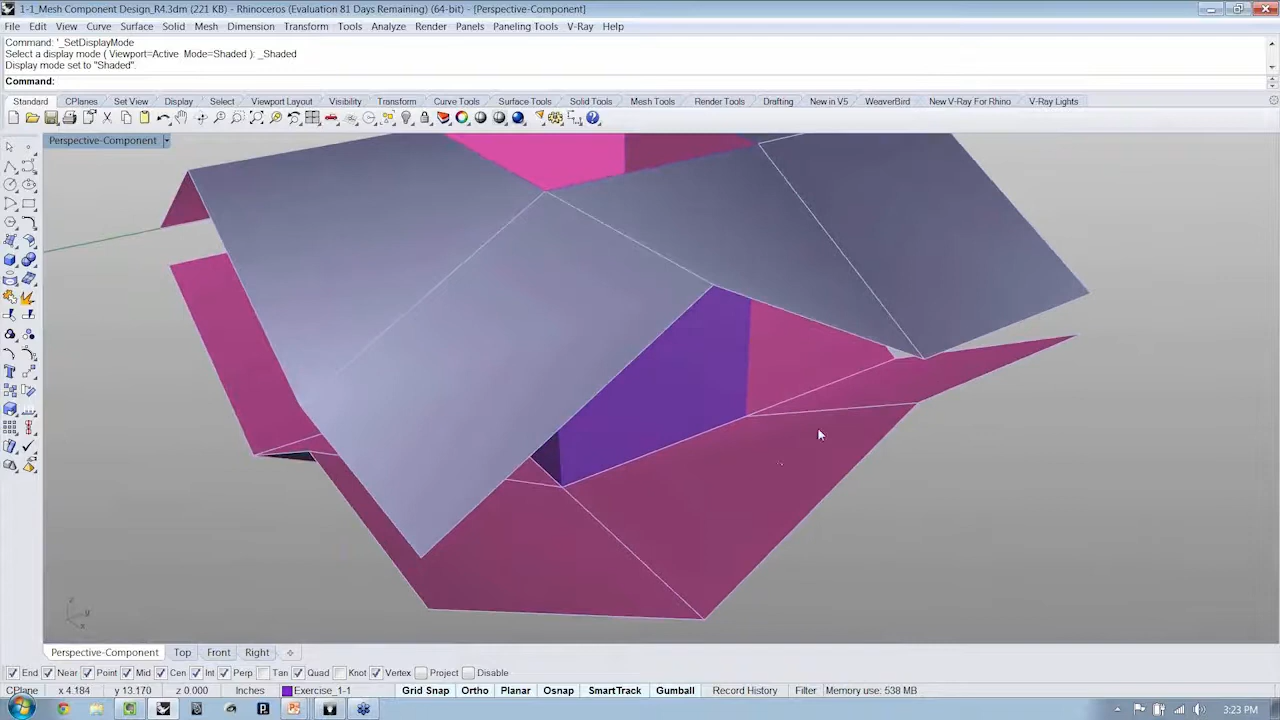 1-1_Mesh Component Design_R4.3dm (221 KB) - Rhinoceros (Evaluation 81 Days Remaining) (64-bit) - [Perspective-Component]
File Edit View Curve Surface Solid Mesh Dimension Transform Tools Analyze Render Panels Paneling Tools V-Ray Help
Command: '_SetDisplayMode
Select a display mode ( Viewport=Active Mode=Shaded ): _Shaded
Display mode set to "Shaded".
Command:
Standard CPlanes Set View Display Select Viewport Layout Visibility Transform Curve Tools Surface Tools Solid Tools Mesh Tools Render Tools Drafting New in V5 WeaverBird New V-Ray For Rhino V-Ray Lights
Perspective-Component
z
y
x
Perspective-Component Top Front Right
End Near Point Mid Cen Int Perp Tan Quad Knot Vertex Project Disable
CPlane x 4.184 y 13.170 z 0.000 Inches Exercise_1-1 Grid Snap Ortho Planar Osnap SmartTrack Gumball Record History Filter Memory use: 538 MB
3:23 PM